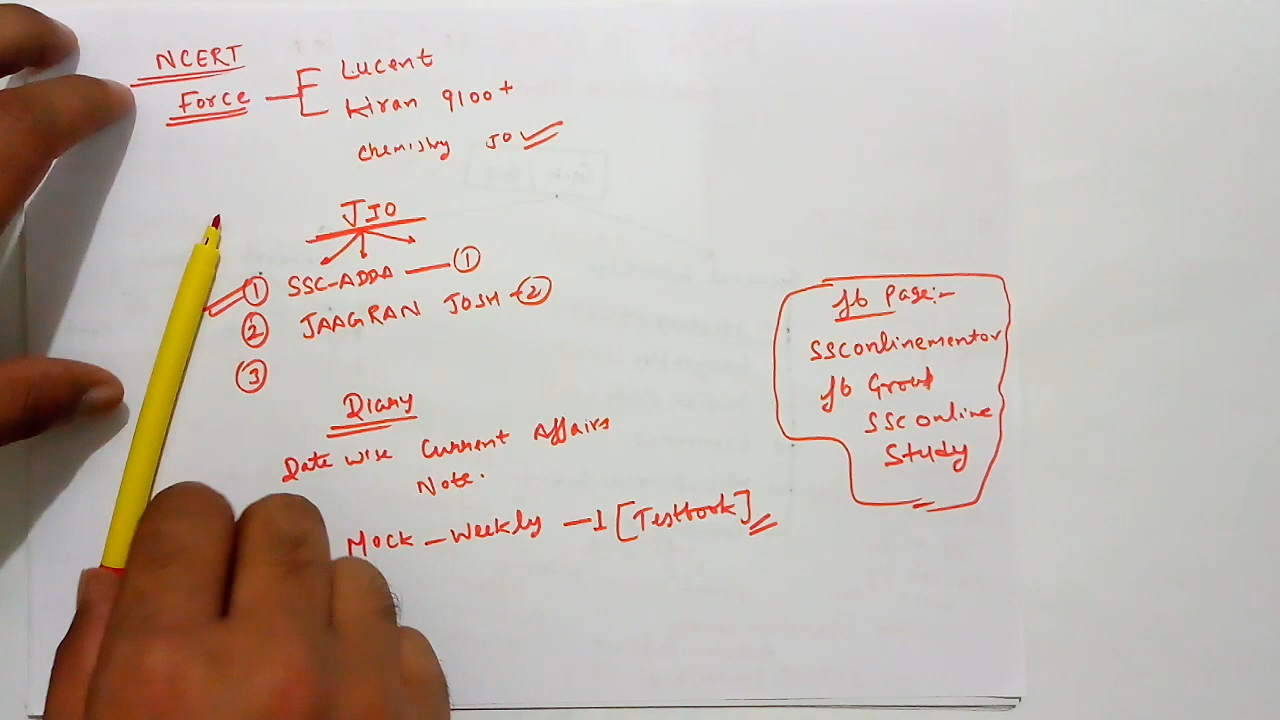 NCERT
Force
Lucent
Kiran 9100+
Chemistry JO
JIO
① SSC-ADDA — ①
② JAAGRAN JOSH - ②
③
Diary
Date wise Current Affairs
Note.
Mock - Weekly - 1 [Testbook]
fb Page:-
SSConlinementor
fb Group
SSC online
Study